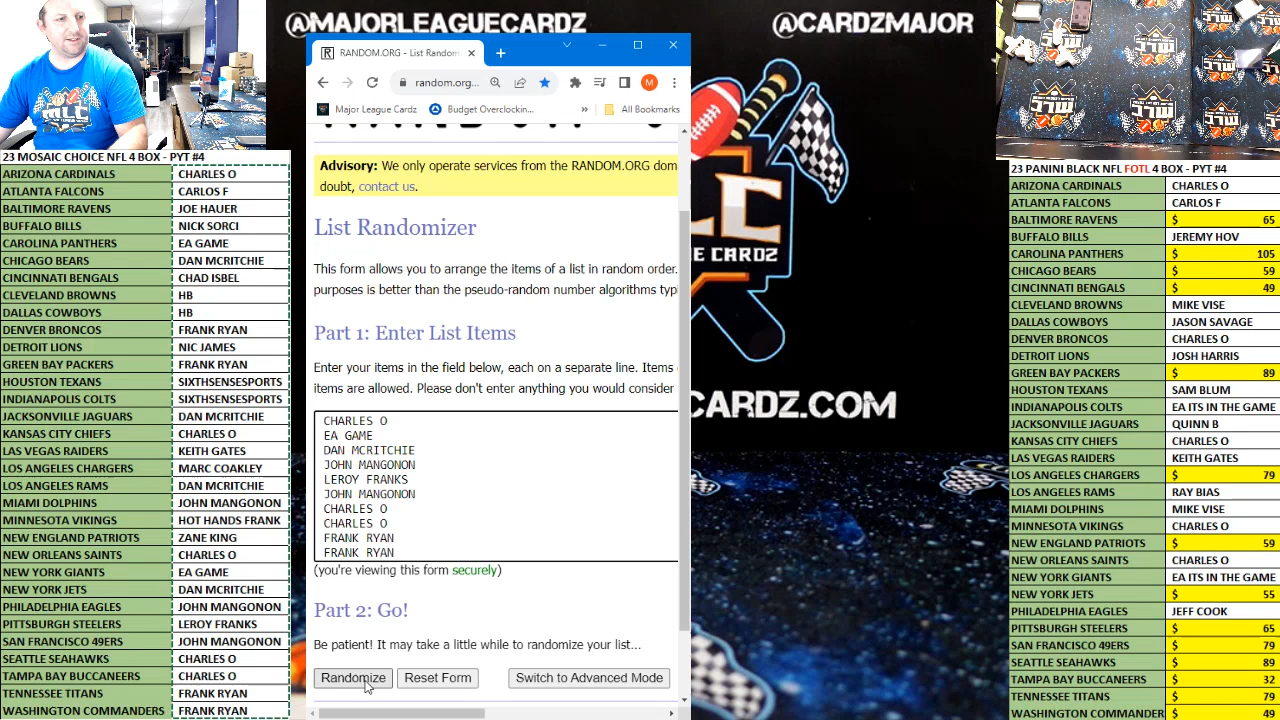 @MAJORLEAGUECARDZ
@CARDZMAJOR
RANDOM.ORG - List Random
random.org...
M
Major League Cardz
Budget Overclockin...
»
All Bookmarks
Advisory: We only operate services from the RANDOM.ORG dom
doubt, contact us.
List Randomizer
This form allows you to arrange the items of a list in random order.
purposes is better than the pseudo-random number algorithms typi
Part 1: Enter List Items
Enter your items in the field below, each on a separate line. Items
items are allowed. Please don't enter anything you would consider
CHARLES O
EA GAME
DAN MCRITCHIE
JOHN MANGONON
LEROY FRANKS
JOHN MANGONON
CHARLES O
CHARLES O
FRANK RYAN
FRANK RYAN
(you're viewing this form securely)
Part 2: Go!
Be patient! It may take a little while to randomize your list...
Randomize Reset Form Switch to Advanced Mode
E CARDZ
CARDZ.COM
23 MOSAIC CHOICE NFL 4 BOX - PYT #4
ARIZONA CARDINALS CHARLES O
ATLANTA FALCONS CARLOS F
BALTIMORE RAVENS JOE HAUER
BUFFALO BILLS NICK SORCI
CAROLINA PANTHERS EA GAME
CHICAGO BEARS DAN MCRITCHIE
CINCINNATI BENGALS CHAD ISBEL
CLEVELAND BROWNS HB
DALLAS COWBOYS HB
DENVER BRONCOS FRANK RYAN
DETROIT LIONS NIC JAMES
GREEN BAY PACKERS FRANK RYAN
HOUSTON TEXANS SIXTHSENSESPORTS
INDIANAPOLIS COLTS SIXTHSENSESPORTS
JACKSONVILLE JAGUARS DAN MCRITCHIE
KANSAS CITY CHIEFS CHARLES O
LAS VEGAS RAIDERS KEITH GATES
LOS ANGELES CHARGERS MARC COAKLEY
LOS ANGELES RAMS DAN MCRITCHIE
MIAMI DOLPHINS JOHN MANGONON
MINNESOTA VIKINGS HOT HANDS FRANK
NEW ENGLAND PATRIOTS ZANE KING
NEW ORLEANS SAINTS CHARLES O
NEW YORK GIANTS EA GAME
NEW YORK JETS DAN MCRITCHIE
PHILADELPHIA EAGLES JOHN MANGONON
PITTSBURGH STEELERS LEROY FRANKS
SAN FRANCISCO 49ERS JOHN MANGONON
SEATTLE SEAHAWKS CHARLES O
TAMPA BAY BUCCANEERS CHARLES O
TENNESSEE TITANS FRANK RYAN
WASHINGTON COMMANDERS FRANK RYAN
23 PANINI BLACK NFL FOTL 4 BOX - PYT #4
ARIZONA CARDINALS CHARLES O
ATLANTA FALCONS CARLOS F
BALTIMORE RAVENS $ 65
BUFFALO BILLS JEREMY HOV
CAROLINA PANTHERS $ 105
CHICAGO BEARS $ 59
CINCINNATI BENGALS $ 49
CLEVELAND BROWNS MIKE VISE
DALLAS COWBOYS JASON SAVAGE
DENVER BRONCOS CHARLES O
DETROIT LIONS JOSH HARRIS
GREEN BAY PACKERS $ 89
HOUSTON TEXANS SAM BLUM
INDIANAPOLIS COLTS EA ITS IN THE GAME
JACKSONVILLE JAGUARS QUINN B
KANSAS CITY CHIEFS CHARLES O
LAS VEGAS RAIDERS KEITH GATES
LOS ANGELES CHARGERS $ 79
LOS ANGELES RAMS RAY BIAS
MIAMI DOLPHINS MIKE VISE
MINNESOTA VIKINGS CHARLES O
NEW ENGLAND PATRIOTS $ 59
NEW ORLEANS SAINTS CHARLES O
NEW YORK GIANTS EA ITS IN THE GAME
NEW YORK JETS $ 55
PHILADELPHIA EAGLES JEFF COOK
PITTSBURGH STEELERS $ 65
SAN FRANCISCO 49ERS $ 79
SEATTLE SEAHAWKS $ 89
TAMPA BAY BUCCANEERS $ 32
TENNESSEE TITANS $ 79
WASHINGTON COMMANDER $ 49